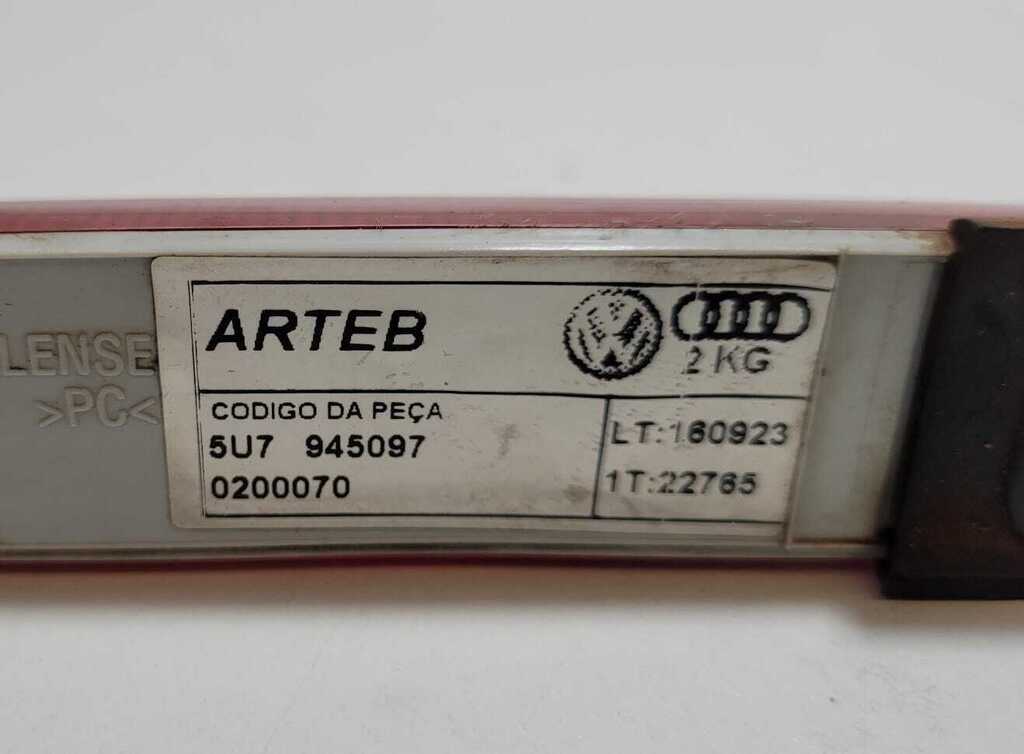 LENSE
>PC<
ARTEB
2 KG
CODIGO DA PEÇA
5U7 945097
0200070
LT:160923
1T:22765